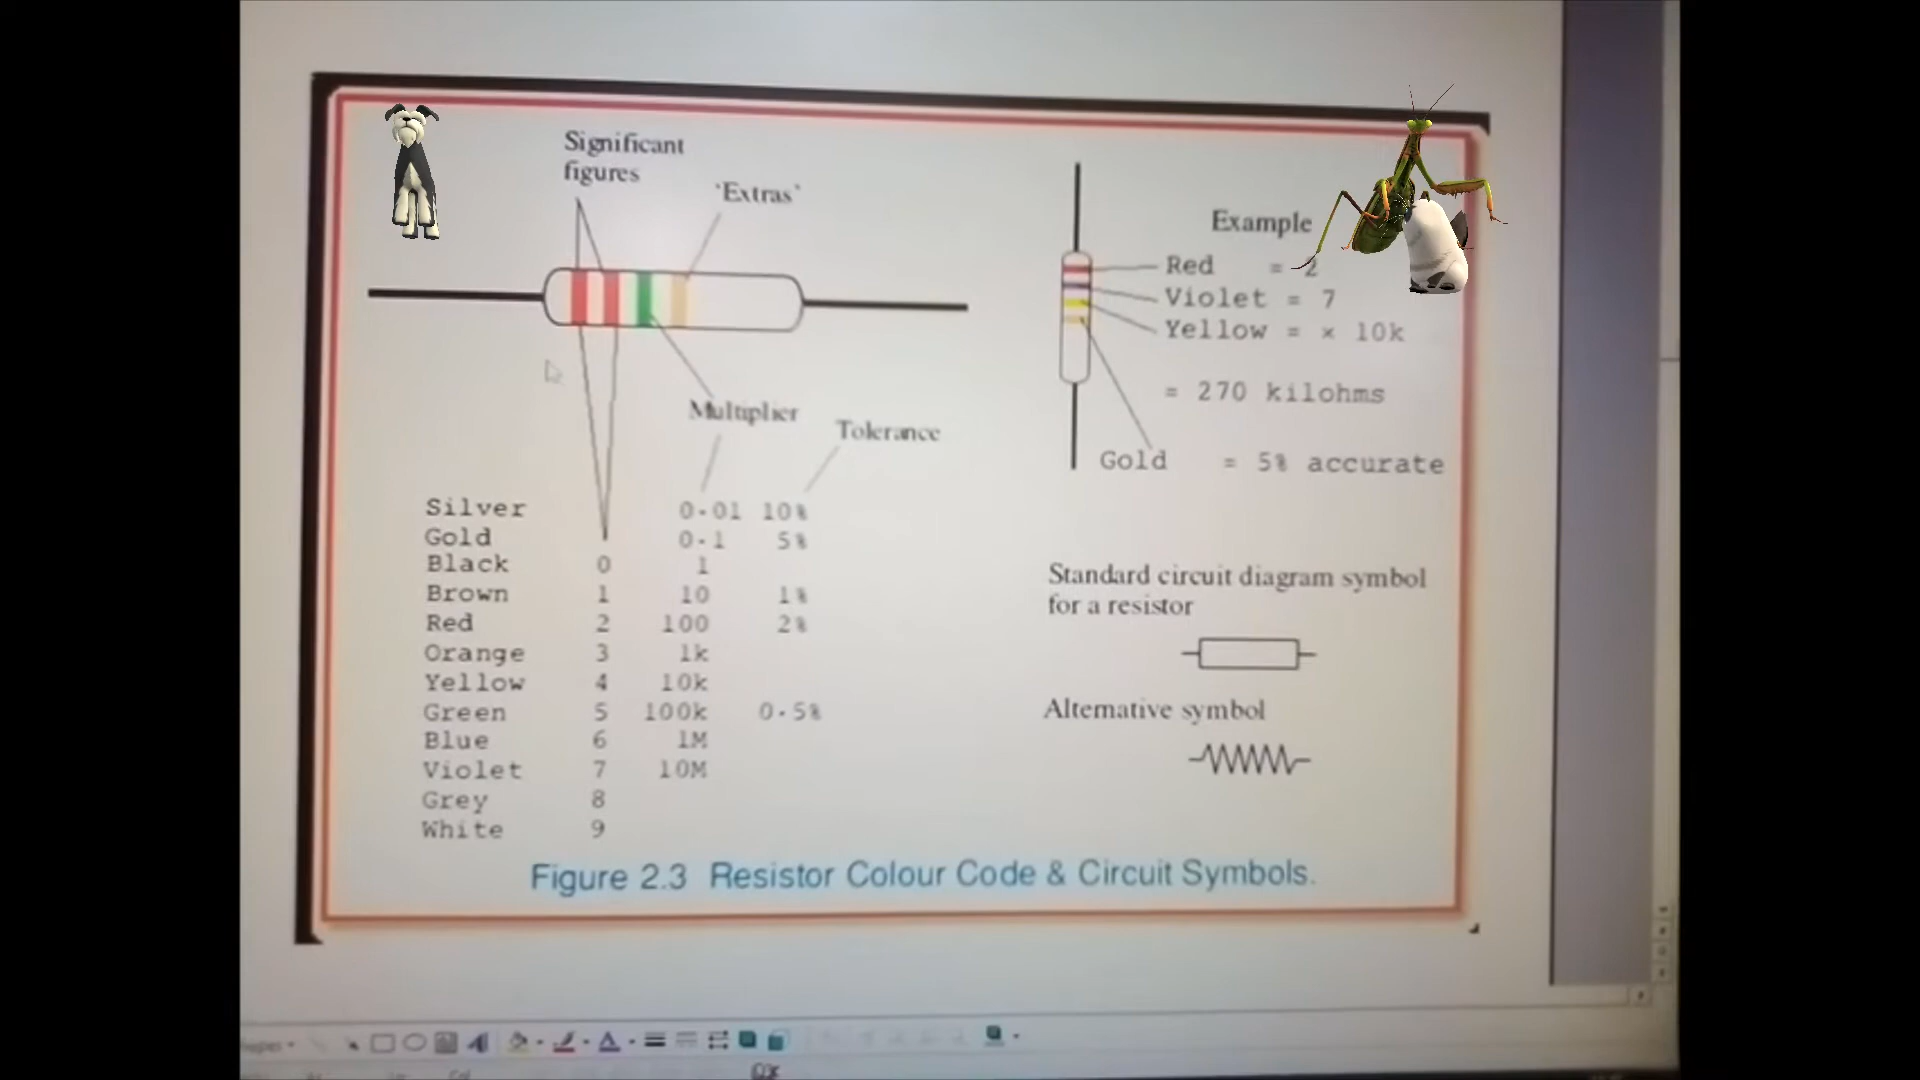 Significant
figures
'Extras'
Multiplier
Tolerance
Silver 0·01 10%
Gold 0·1 5%
Black 0 1
Brown 1 10 1%
Red 2 100 2%
Orange 3 1k
Yellow 4 10k
Green 5 100k 0·5%
Blue 6 1M
Violet 7 10M
Grey 8
White 9
Example
Red = 2
Violet = 7
Yellow = × 10k
= 270 kilohms
Gold = 5% accurate
Standard circuit diagram symbol
for a resistor
Alternative symbol
Figure 2.3 Resistor Colour Code & Circuit Symbols.